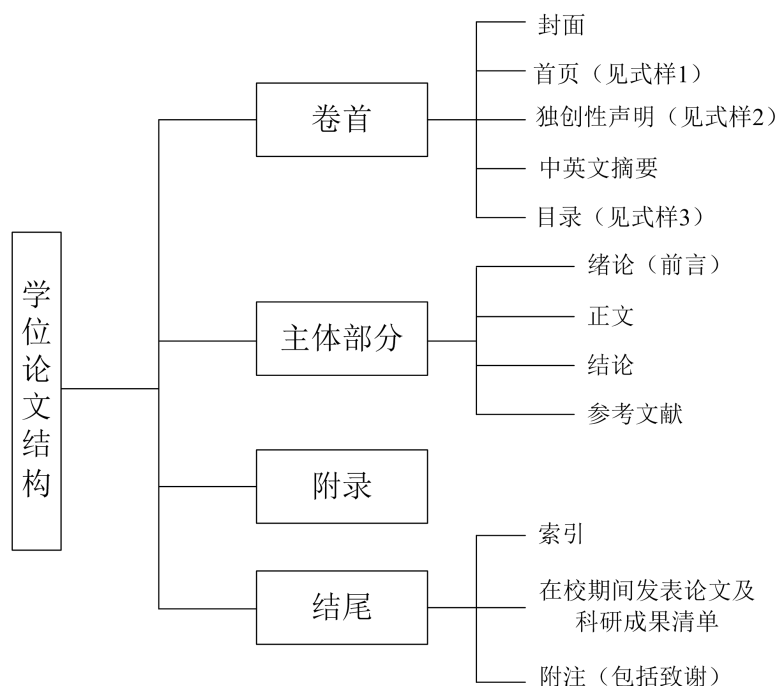 学位论文结构
卷首
封面
首页（见式样1）
独创性声明（见式样2）
中英文摘要
目录（见式样3）
主体部分
绪论（前言）
正文
结论
参考文献
附录
结尾
索引
在校期间发表论文及
科研成果清单
附注（包括致谢）